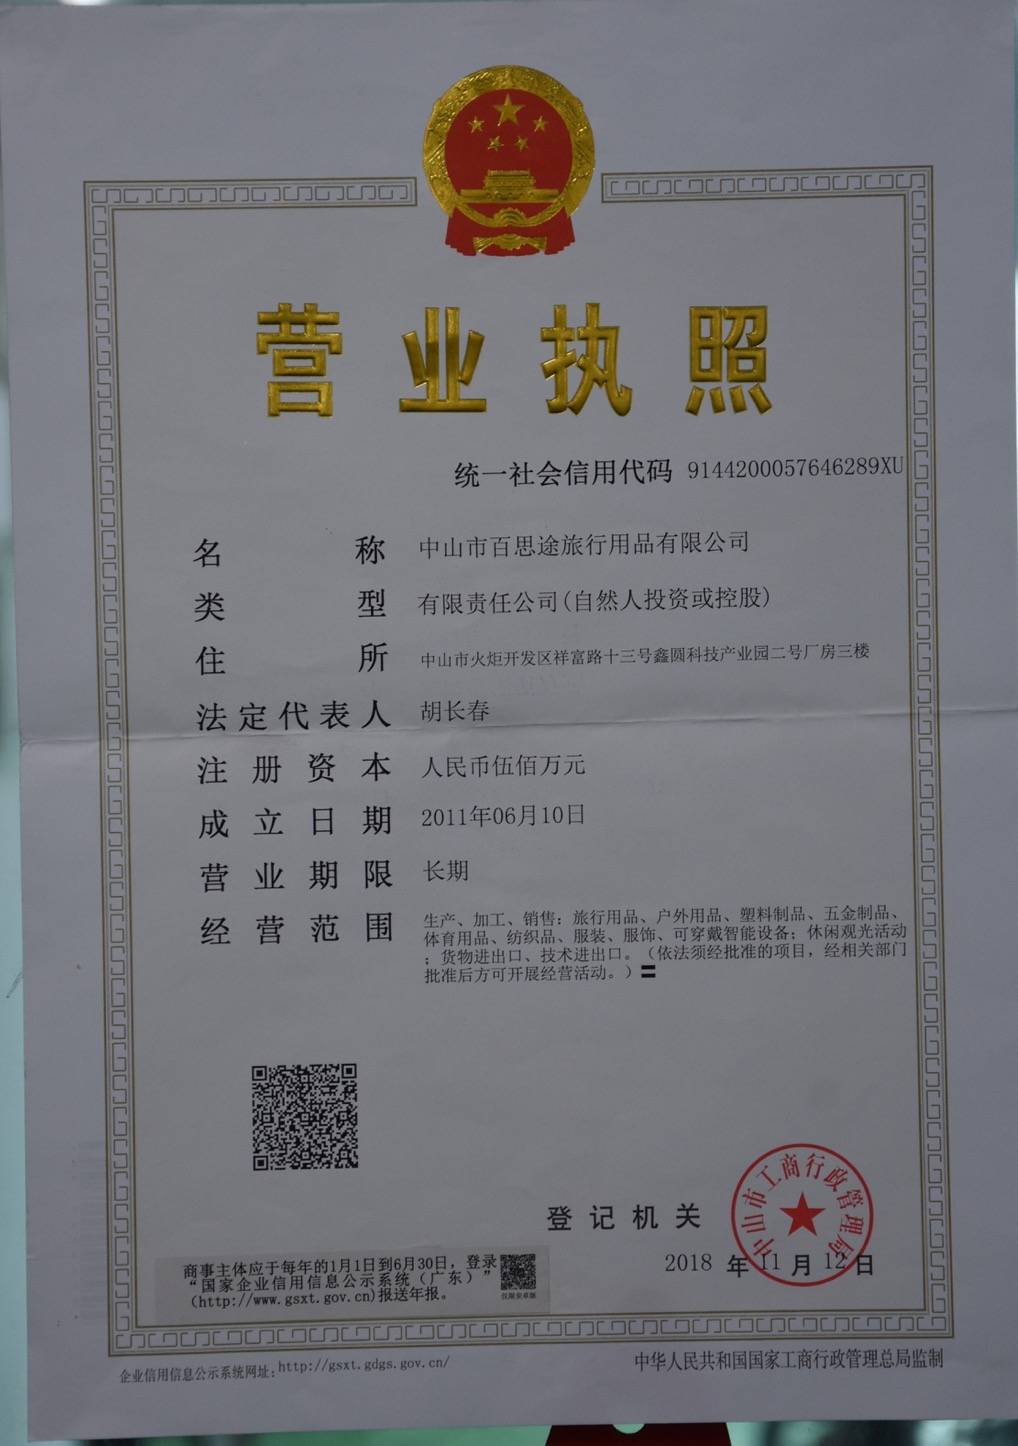 营业执照
统一社会信用代码 9144200057646289XU
名称 中山市百思途旅行用品有限公司
类型 有限责任公司(自然人投资或控股)
住所 中山市火炬开发区祥富路十三号鑫圆科技产业园二号厂房三楼
法定代表人 胡长春
注册资本 人民币伍佰万元
成立日期 2011年06月10日
营业期限 长期
经营范围 生产、加工、销售：旅行用品、户外用品、塑料制品、五金制品、
体育用品、纺织品、服装、服饰、可穿戴智能设备；休闲观光活动
；货物进出口、技术进出口。（依法须经批准的项目，经相关部门
批准后方可开展经营活动。）〓
中山市工商行政管理局
登记机关
2018 年 11 月 12 日
商事主体应于每年的1月1日到6月30日，登录
“国家企业信用信息公示系统（广东）”
（http://www.gsxt.gov.cn)报送年报。
仅限安卓版
企业信用信息公示系统网址：http://gsxt.gdgs.gov.cn/
中华人民共和国国家工商行政管理总局监制